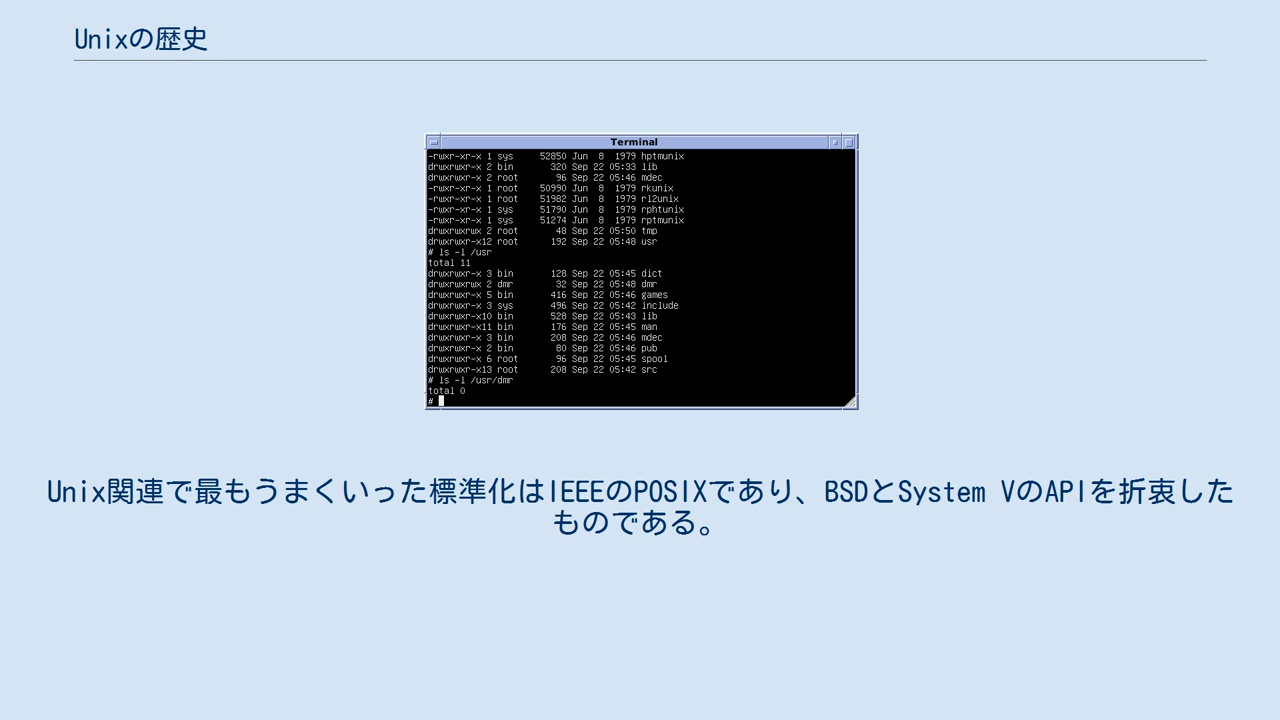 Unixの歴史
Terminal
-rwxr-xr-x 1 sys     52850 Jun  8  1979 hptmunix
drwxrwxr-x 2 bin       320 Sep 22 05:33 lib
drwxrwxr-x 2 root       96 Sep 22 05:46 mdec
-rwxr-xr-x 1 root    50990 Jun  8  1979 rkunix
-rwxr-xr-x 1 root    51982 Jun  8  1979 rl2unix
-rwxr-xr-x 1 sys     51790 Jun  8  1979 rphtunix
-rwxr-xr-x 1 sys     51274 Jun  8  1979 rptmunix
drwxrwxrwx 2 root       48 Sep 22 05:50 tmp
drwxrwxr-x12 root      192 Sep 22 05:48 usr
# ls -l /usr
total 11
drwxrwxr-x 3 bin       128 Sep 22 05:45 dict
drwxrwxrwx 2 dmr        32 Sep 22 05:48 dmr
drwxrwxr-x 5 bin       416 Sep 22 05:46 games
drwxrwxr-x 3 sys       496 Sep 22 05:42 include
drwxrwxr-x10 bin       528 Sep 22 05:43 lib
drwxrwxr-x11 bin       176 Sep 22 05:45 man
drwxrwxr-x 3 bin       208 Sep 22 05:46 mdec
drwxrwxr-x 2 bin        80 Sep 22 05:46 pub
drwxrwxr-x 6 root       96 Sep 22 05:45 spool
drwxrwxr-x13 root      208 Sep 22 05:42 src
# ls -l /usr/dmr
total 0
#
Unix関連で最もうまくいった標準化はIEEEのPOSIXであり、BSDとSystem VのAPIを折衷した
ものである。